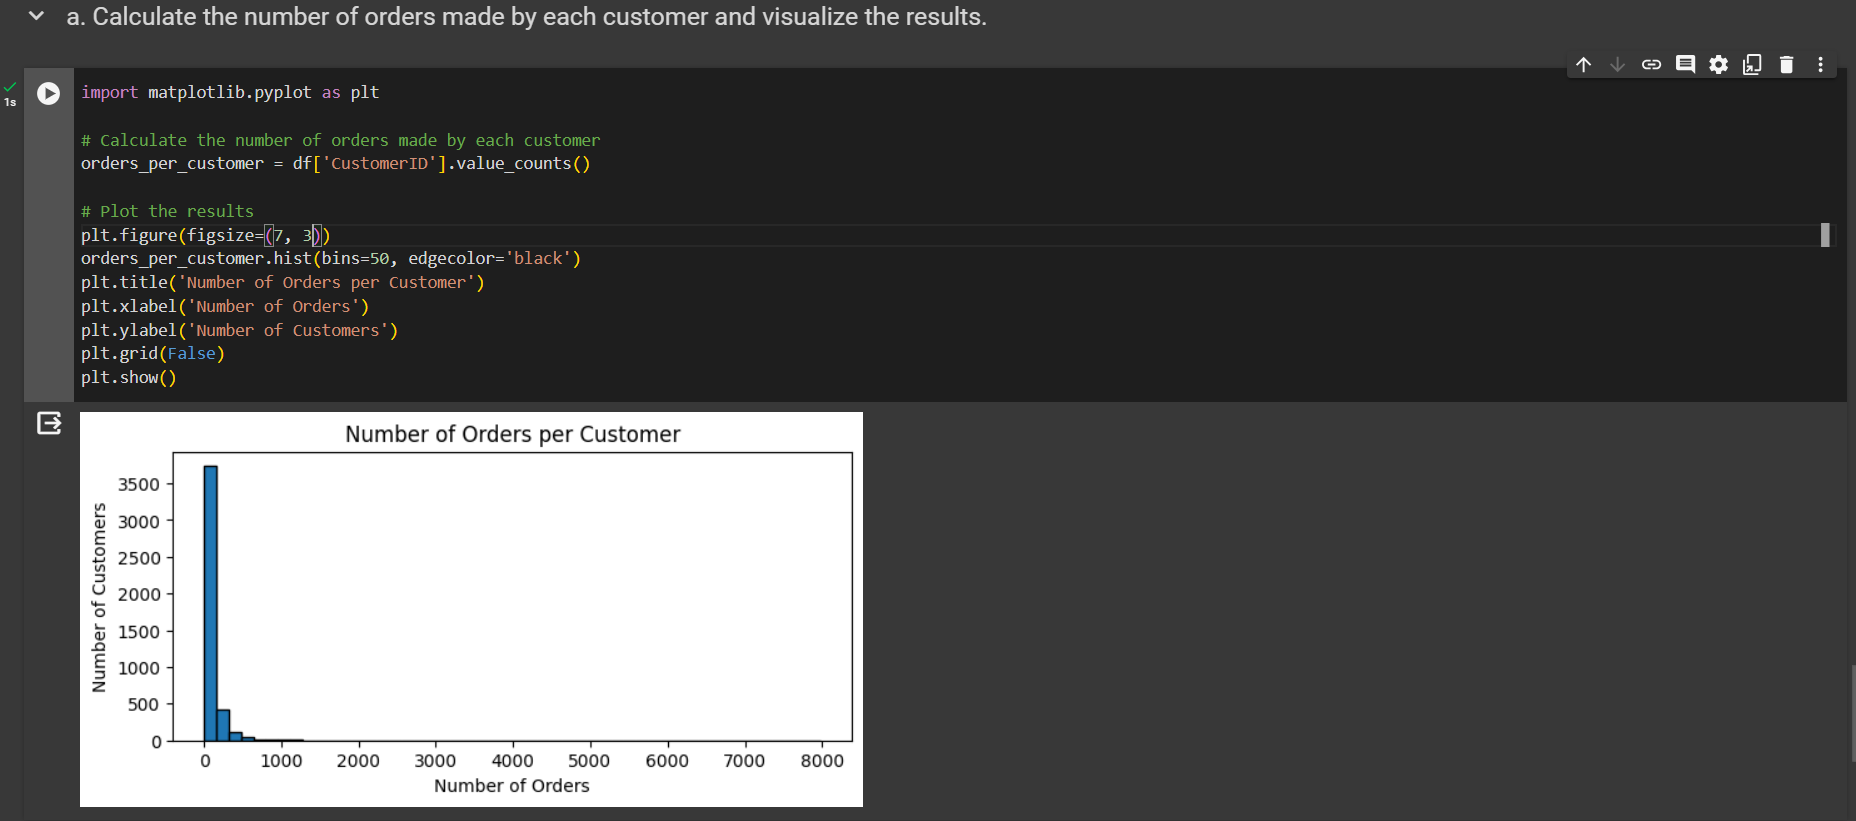 a. Calculate the number of orders made by each customer and visualize the results.
1s
import matplotlib.pyplot as plt
# Calculate the number of orders made by each customer
orders_per_customer = df['CustomerID'].value_counts()
# Plot the results
plt.figure(figsize=(7, 3))
orders_per_customer.hist(bins=50, edgecolor='black')
plt.title('Number of Orders per Customer')
plt.xlabel('Number of Orders')
plt.ylabel('Number of Customers')
plt.grid(False)
plt.show()
Number of Orders per Customer
Number of Customers
3500
3000
2500
2000
1500
1000
500
0
0 1000 2000 3000 4000 5000 6000 7000 8000
Number of Orders